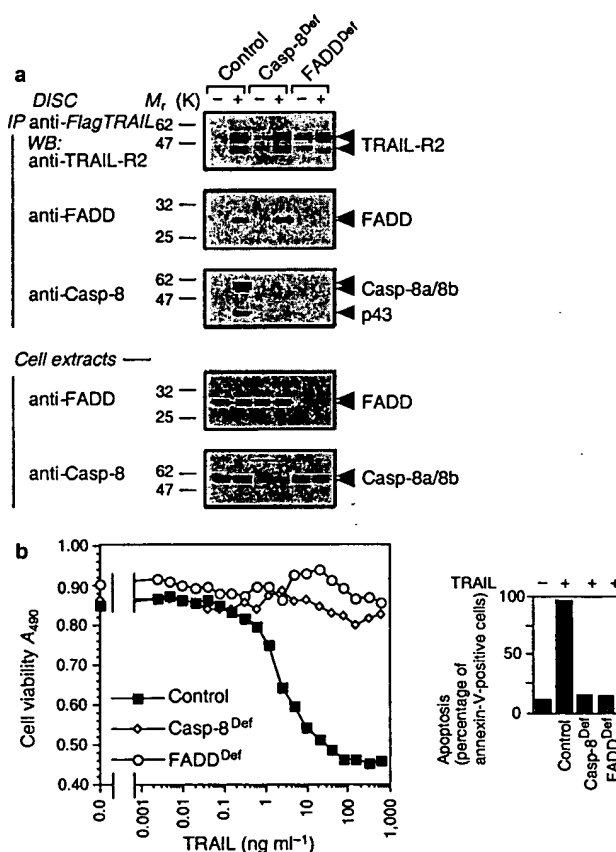 a
Control
Casp-8Def
FADDDef
DISC Mr (K) – + – + – +
IP anti-FlagTRAIL 62
WB: 47
anti-TRAIL-R2
TRAIL-R2
32
anti-FADD
FADD
25
62
anti-Casp-8
47
Casp-8a/8b
p43
Cell extracts
32
anti-FADD
FADD
25
62
anti-Casp-8
Casp-8a/8b
47
b
1.00
0.90
0.80
0.70
0.60
0.50
0.40
Cell viability A490
Control
Casp-8Def
FADDDef
0.0 0.001 0.01 0.1 1 10 100 1,000
TRAIL (ng ml–1)
TRAIL – + + +
100
50
0
Apoptosis
(percentage of
annexin-V-positive cells)
Control
Casp-8Def
FADDDef